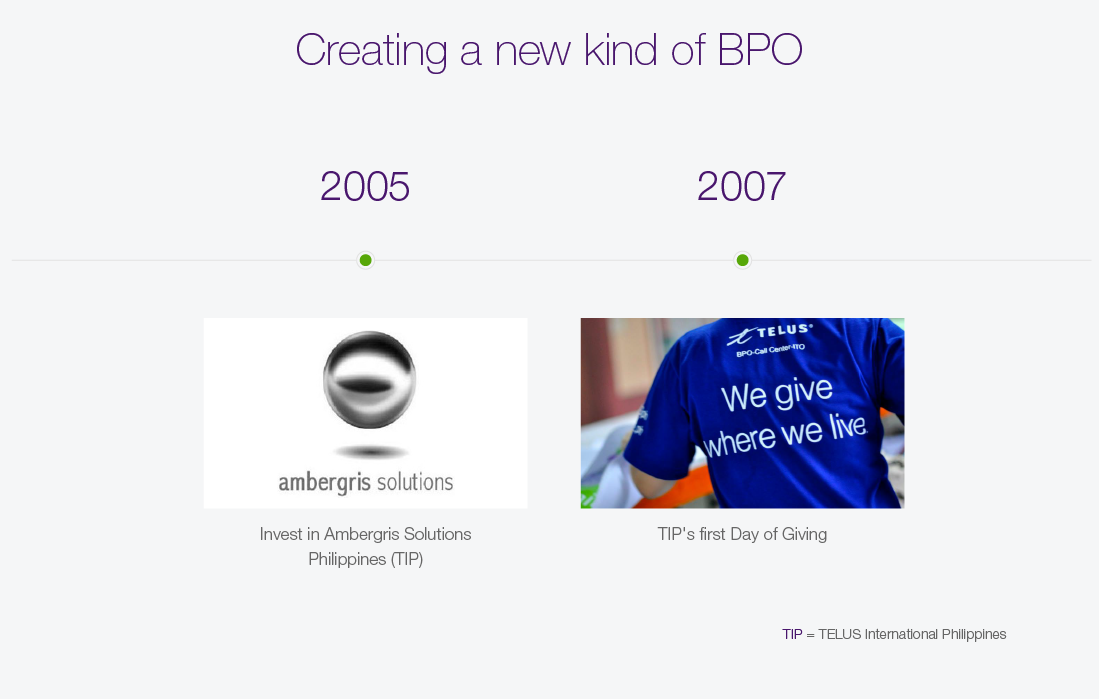 Creating a new kind of BPO
2005
2007
ambergris solutions
TELUS®
BPO-Call Center-ITO
We give
where we live.
Invest in Ambergris Solutions
Philippines (TIP)
TIP's first Day of Giving
TIP = TELUS International Philippines